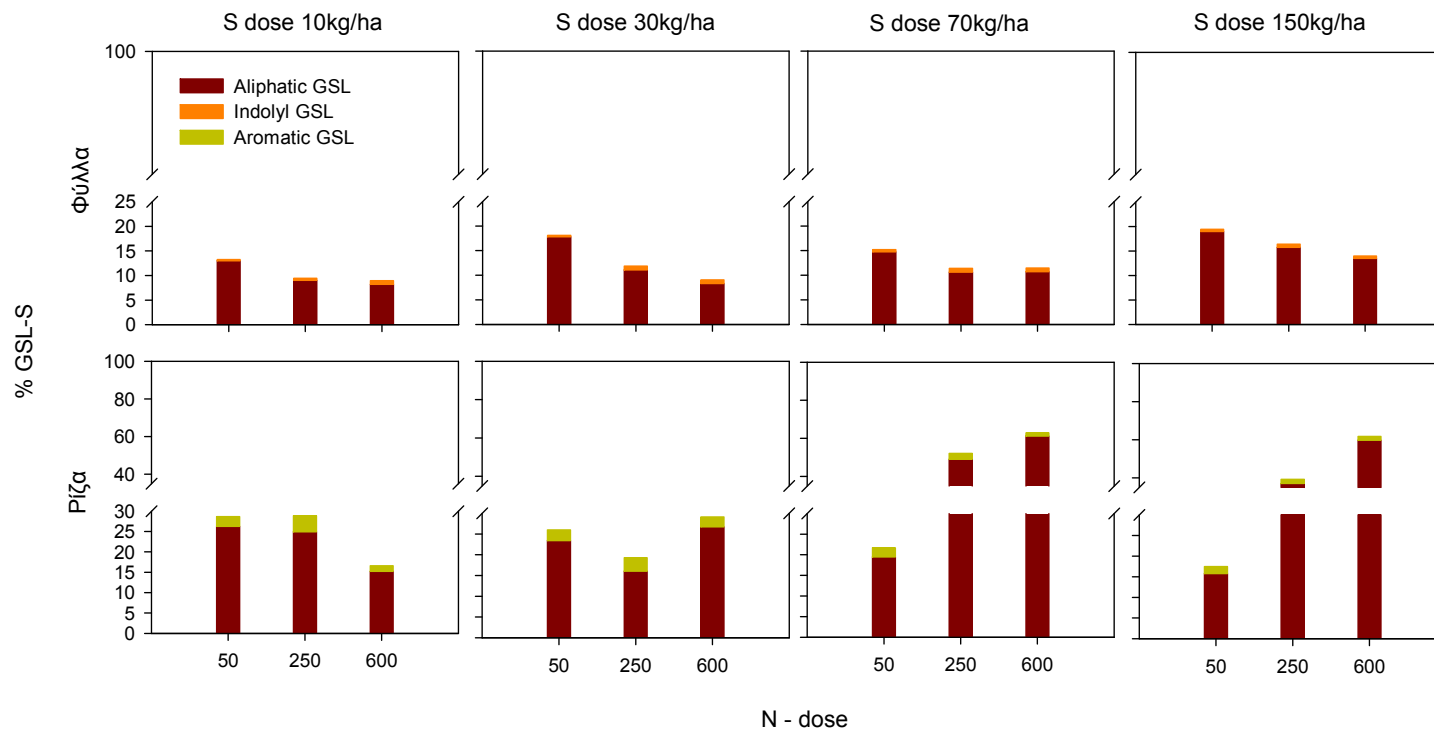 S dose 10kg/ha
S dose 30kg/ha
S dose 70kg/ha
S dose 150kg/ha
100
Aliphatic GSL
Indolyl GSL
Aromatic GSL
Φύλλα
25
20
15
10
5
0
% GSL-S
100
80
60
40
Ρίζα
30
25
20
15
10
5
0
50 250 600
50 250 600
50 250 600
50 250 600
N - dose